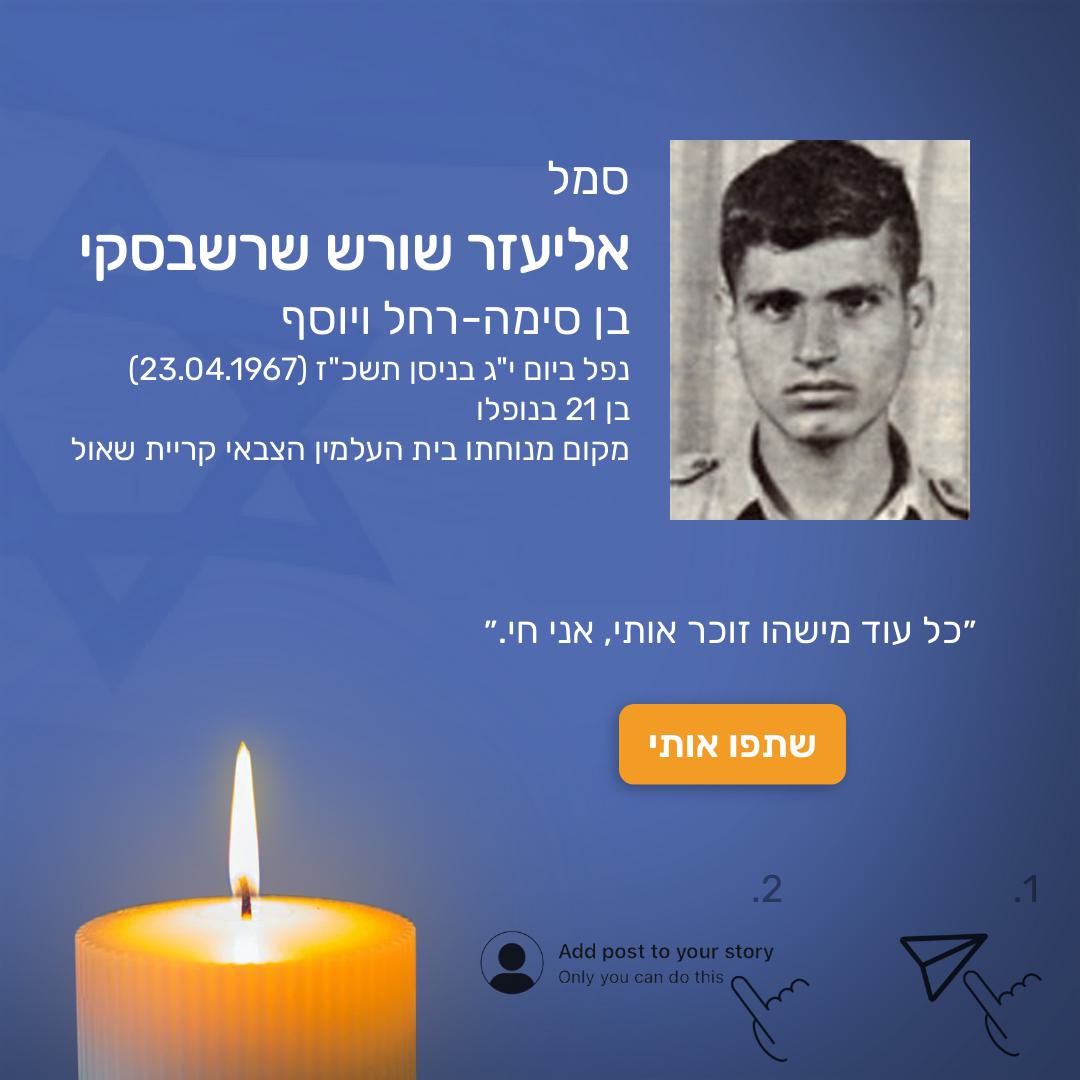 סמל
אליעזר שורש שרשבסקי
בן סימה-רחל ויוסף
נפל ביום י"ג בניסן תשכ"ז (23.04.1967)
בן 21 בנופלו
מקום מנוחתו בית העלמין הצבאי קריית שאול
״כל עוד מישהו זוכר אותי, אני חי.״
שתפו אותי
1.
2.
Add post to your story
Only you can do this